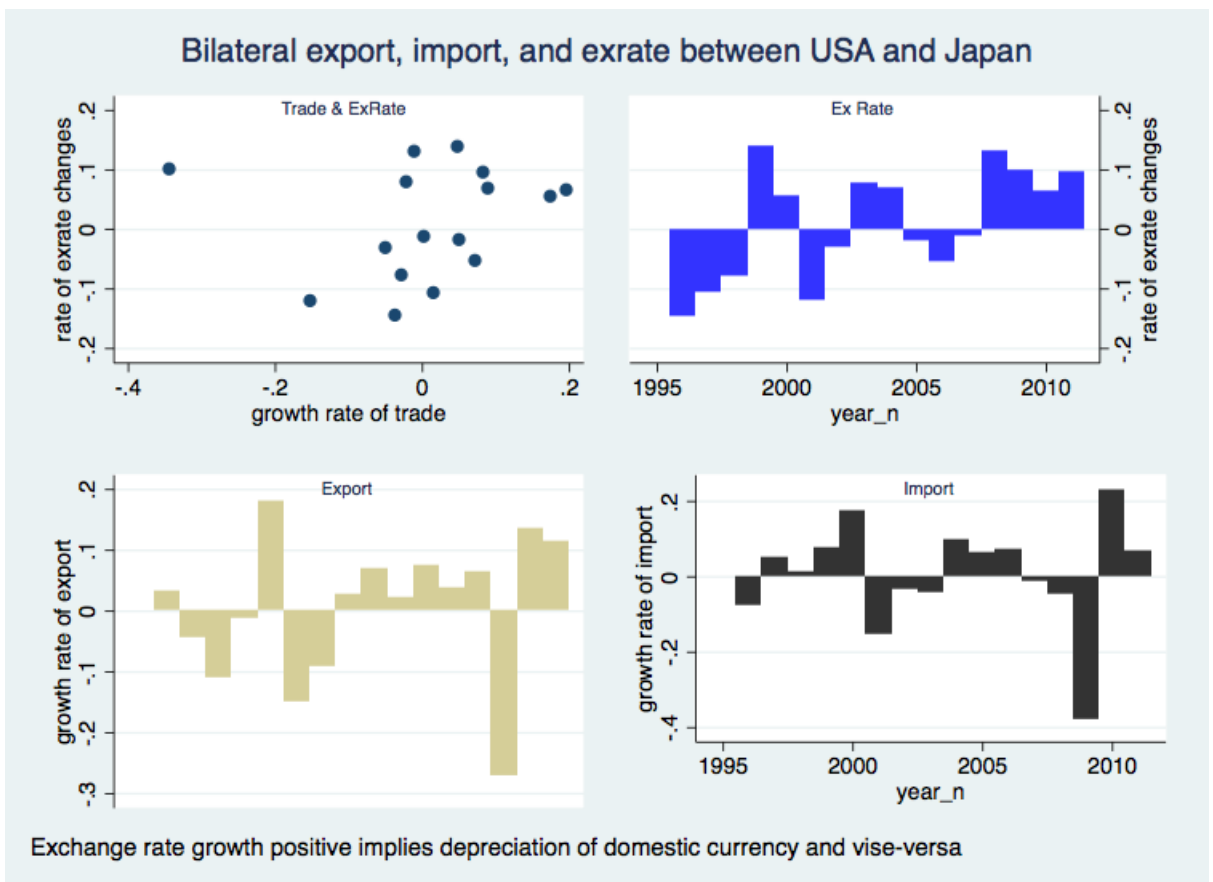 Bilateral export, import, and exrate between USA and Japan
Trade & ExRate
rate of exrate changes
.2
.1
0
-.1
-.2
-.4
-.2
0
.2
growth rate of trade
Ex Rate
.2
.1
0
-.1
-.2
rate of exrate changes
1995
2000
2005
2010
year_n
Export
growth rate of export
.2
.1
0
-.1
-.2
-.3
Import
growth rate of import
.2
0
-.2
-.4
1995
2000
2005
2010
year_n
Exchange rate growth positive implies depreciation of domestic currency and vise-versa